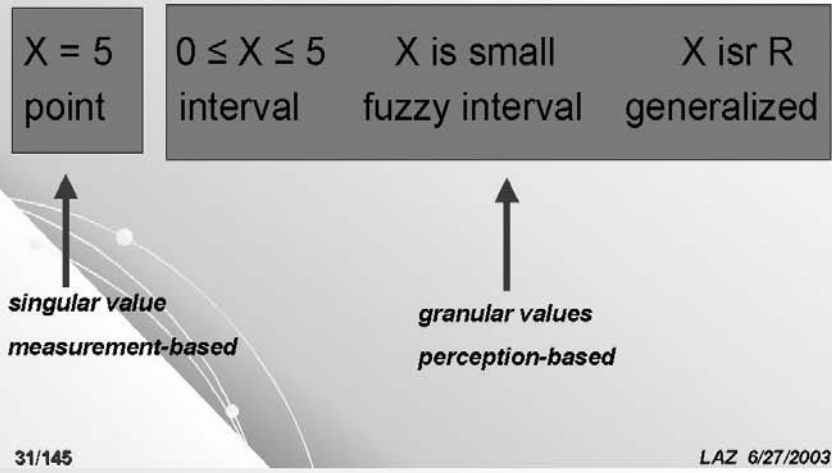 X = 5
point
0 ≤ X ≤ 5 X is small X isr R
interval fuzzy interval generalized
singular value
measurement-based
granular values
perception-based
31/145
LAZ 6/27/2003